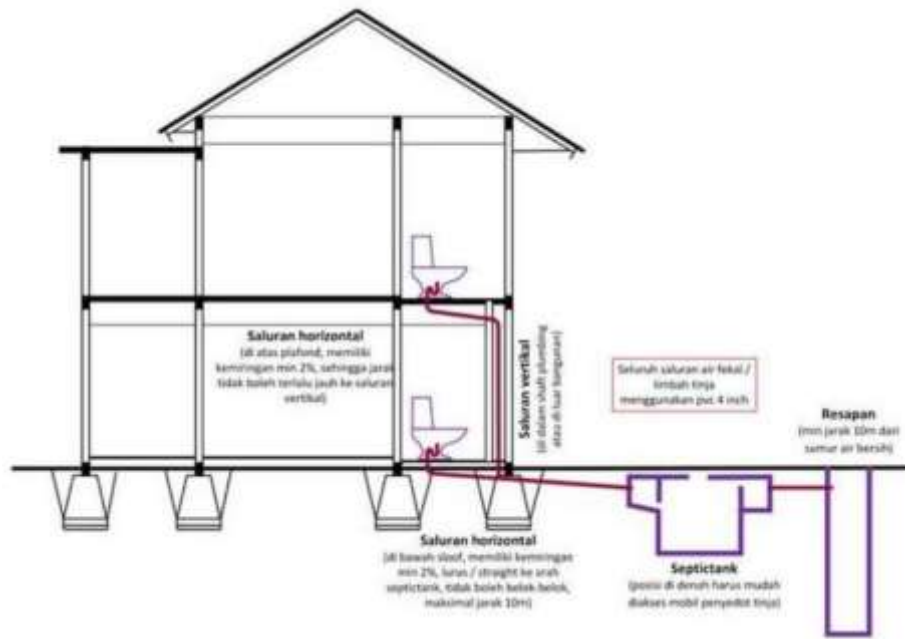 Saluran horizontal
(di atas plafond, memiliki
kemiringan min 2%, sehingga jarak
tidak boleh terlalu jauh ke saluran
vertikal)
Saluran vertikal
(di dalam shaft plumbing
atau di luar bangunan)
Seluruh saluran air fekal /
limbah tinja
menggunakan pvc 4 inch
Resapan
(min jarak 10m dari
sumur air bersih)
Saluran horizontal
(di bawah sloof, memiliki kemiringan
min 2%, lurus / straight ke arah
septictank, tidak boleh belok-belok,
maksimal jarak 10m)
Septictank
(posisi di denah harus mudah
diakses mobil penyedot tinja)